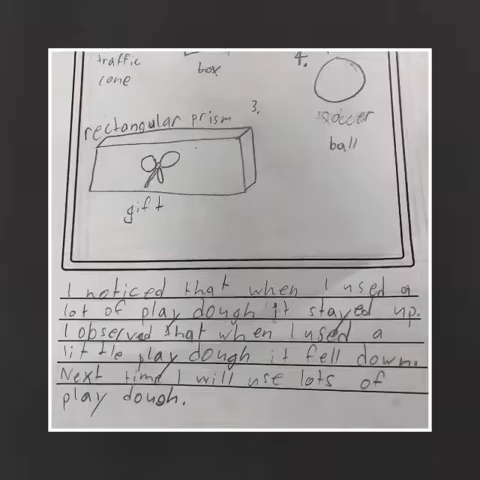 traffic
cone
box
4.
soccer
ball
3.
rectangular prism
gift
I noticed that when I used a
lot of play dough it stayed up.
I observed that when I used a
little play dough it fell down.
Next time I will use lots of
play dough.